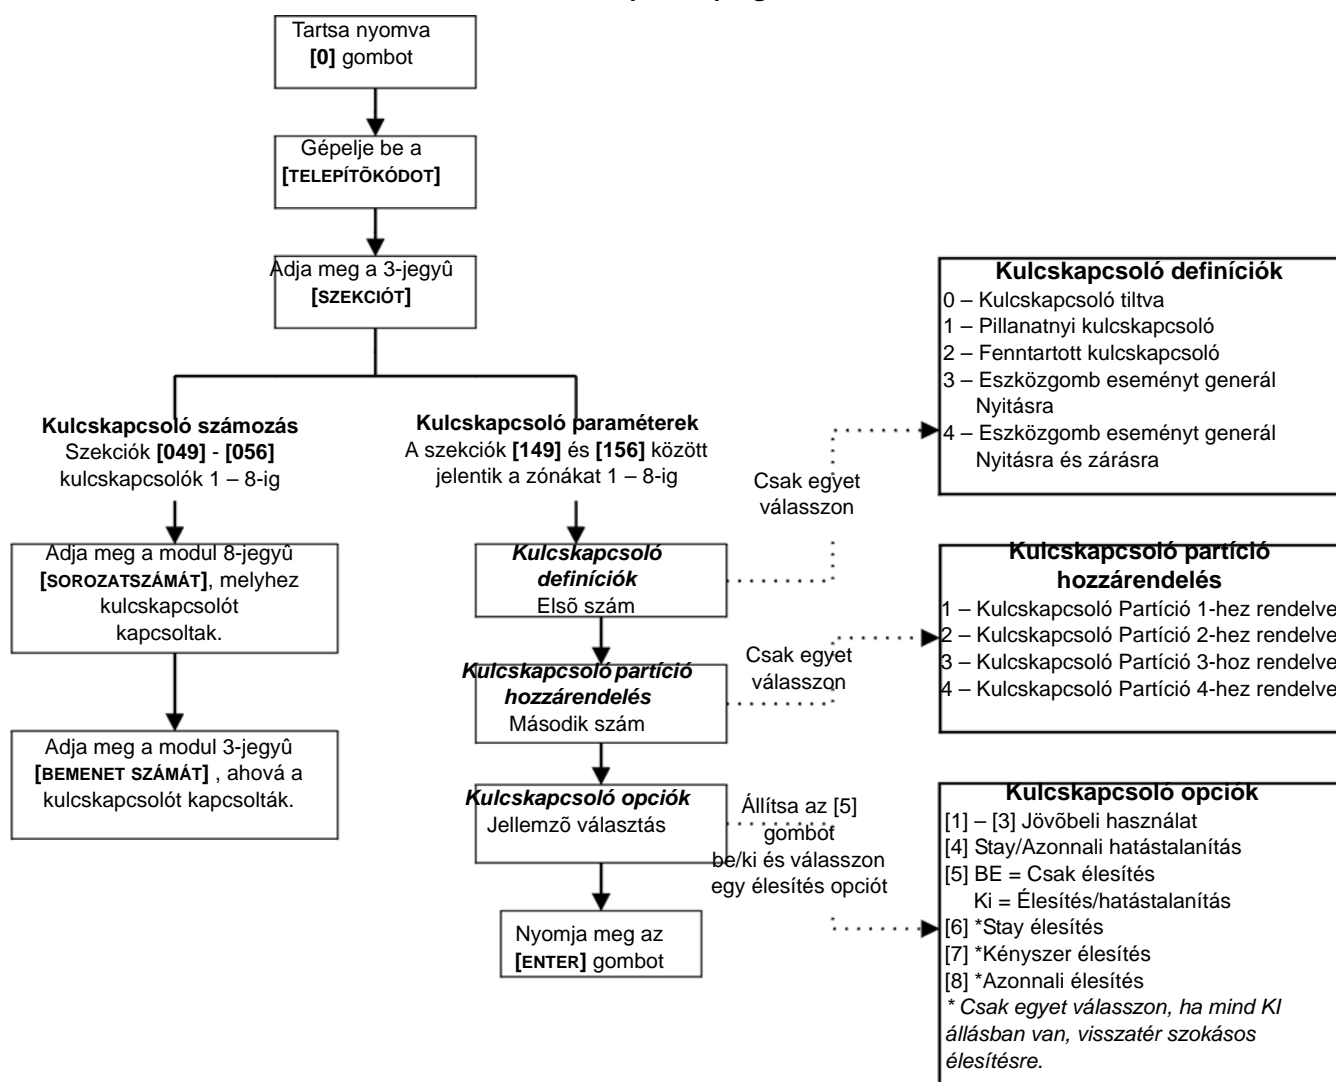 Tartsa nyomva
[0] gombot
Gépelje be a
[TELEPÍTÕKÓDOT]
Adja meg a 3-jegyû
[SZEKCIÓT]
Kulcskapcsoló számozás
Szekciók [049] - [056]
kulcskapcsolók 1 – 8-ig
Adja meg a modul 8-jegyû
[SOROZATSZÁMÁT], melyhez
kulcskapcsolót
kapcsoltak.
Adja meg a modul 3-jegyû
[BEMENET SZÁMÁT] , ahová a
kulcskapcsolót kapcsolták.
Kulcskapcsoló paraméterek
A szekciók [149] és [156] között
jelentik a zónákat 1 – 8-ig
Kulcskapcsoló
definíciók
Elsõ szám
Kulcskapcsoló partíció
hozzárendelés
Második szám
Kulcskapcsoló opciók
Jellemzõ választás
Nyomja meg az
[ENTER] gombot
Csak egyet
válasszon
Csak egyet
válasszon
Állítsa az [5]
gombot
be/ki és válasszon
egy élesítés opciót
Kulcskapcsoló definíciók
0 – Kulcskapcsoló tiltva
1 – Pillanatnyi kulcskapcsoló
2 – Fenntartott kulcskapcsoló
3 – Eszközgomb eseményt generál
Nyitásra
4 – Eszközgomb eseményt generál
Nyitásra és zárásra
Kulcskapcsoló partíció
hozzárendelés
1 – Kulcskapcsoló Partíció 1-hez rendelve
2 – Kulcskapcsoló Partíció 2-hez rendelve
3 – Kulcskapcsoló Partíció 3-hoz rendelve
4 – Kulcskapcsoló Partíció 4-hez rendelve
Kulcskapcsoló opciók
[1] – [3] Jövõbeli használat
[4] Stay/Azonnali hatástalanítás
[5] BE = Csak élesítés
Ki = Élesítés/hatástalanítás
[6] *Stay élesítés
[7] *Kényszer élesítés
[8] *Azonnali élesítés
* Csak egyet válasszon, ha mind KI
állásban van, visszatér szokásos
élesítésre.